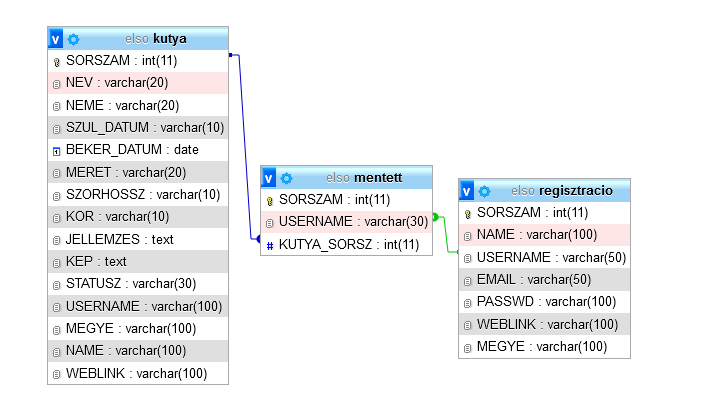 v elso kutya
SORSZAM : int(11)
NEV : varchar(20)
NEME : varchar(20)
SZUL_DATUM : varchar(10)
BEKER_DATUM : date
MERET : varchar(20)
SZORHOSSZ : varchar(10)
KOR : varchar(10)
JELLEMZES : text
KEP : text
STATUSZ : varchar(30)
USERNAME : varchar(100)
MEGYE : varchar(100)
NAME : varchar(100)
WEBLINK : varchar(100)
v elso mentett
SORSZAM : int(11)
USERNAME : varchar(30)
# KUTYA_SORSZ : int(11)
v elso regisztracio
SORSZAM : int(11)
NAME : varchar(100)
USERNAME : varchar(50)
EMAIL : varchar(50)
PASSWD : varchar(100)
WEBLINK : varchar(100)
MEGYE : varchar(100)